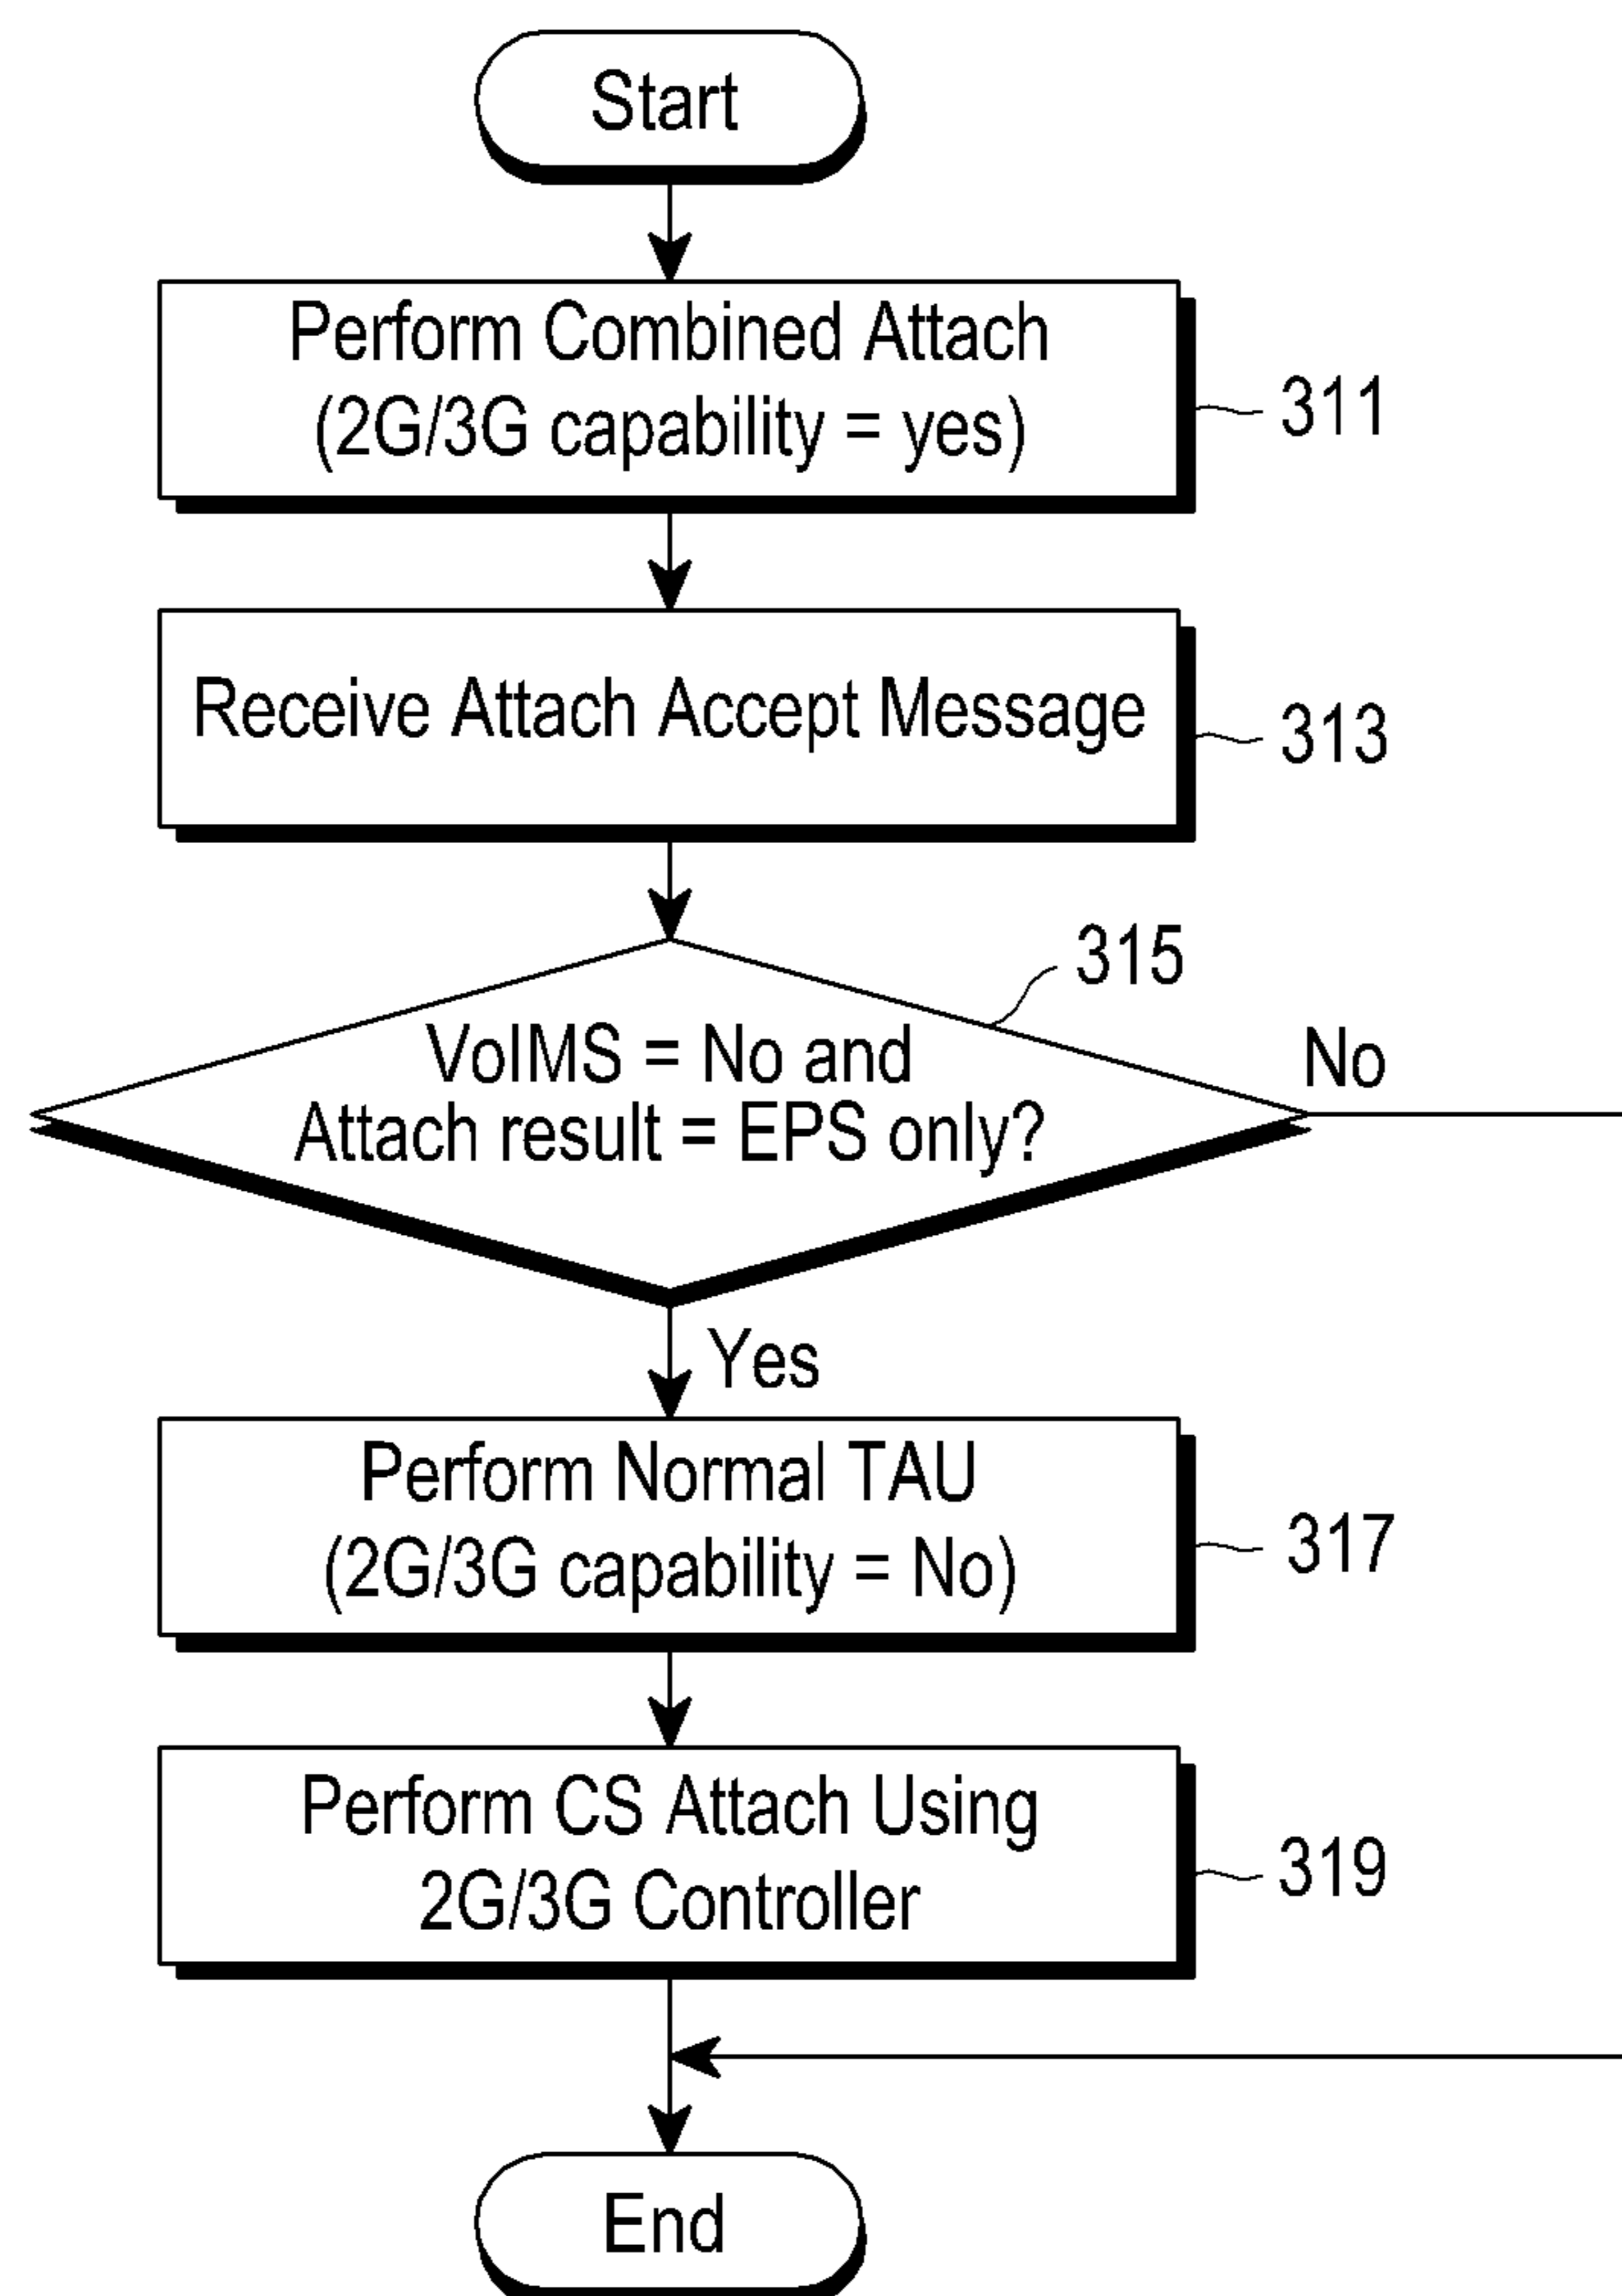 Start
Perform Combined Attach
(2G/3G capability = yes)
311
Receive Attach Accept Message
313
315
VoIMS = No and
Attach result = EPS only?
No
Yes
Perform Normal TAU
(2G/3G capability = No)
317
Perform CS Attach Using
2G/3G Controller
319
End